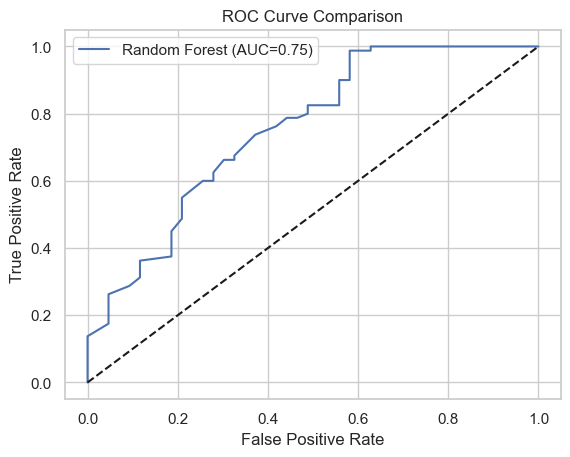 ROC Curve Comparison
Random Forest (AUC=0.75)
True Positive Rate
1.0
0.8
0.6
0.4
0.2
0.0
0.0 0.2 0.4 0.6 0.8 1.0
False Positive Rate